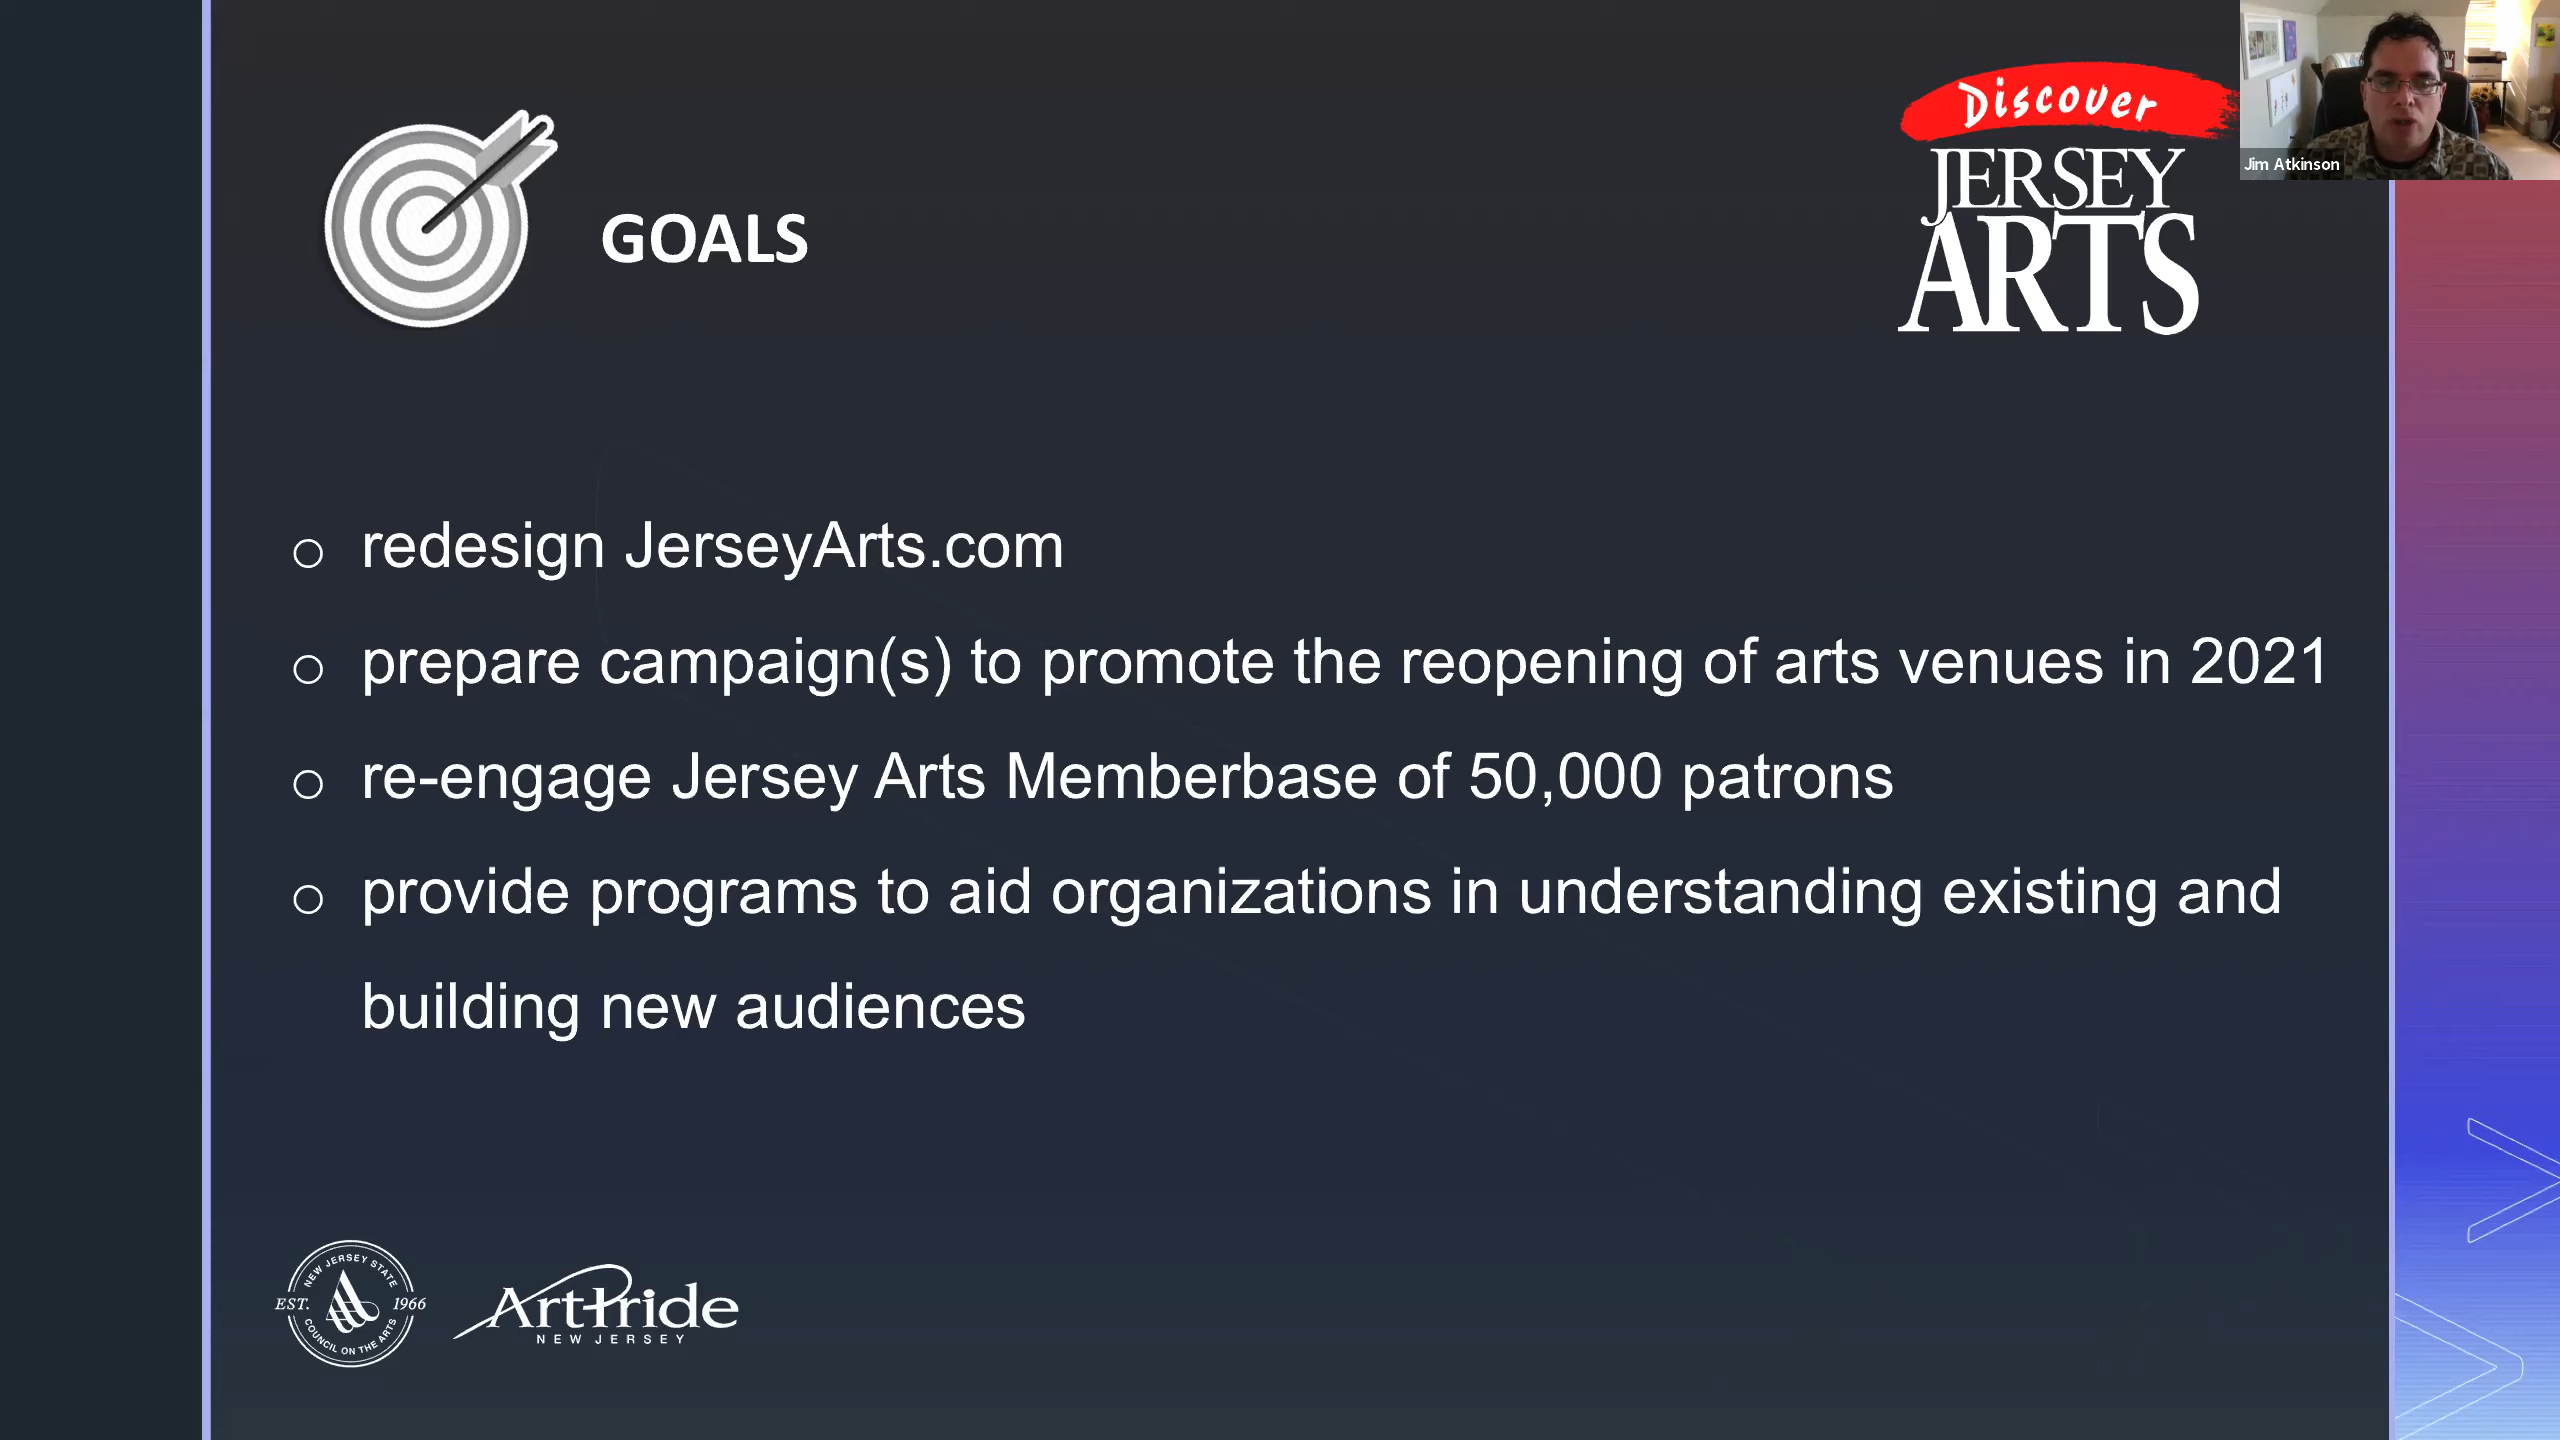 Discover
JERSEY
ARTS
Jim Atkinson
GOALS
o redesign JerseyArts.com
o prepare campaign(s) to promote the reopening of arts venues in 2021
o re-engage Jersey Arts Memberbase of 50,000 patrons
o provide programs to aid organizations in understanding existing and
building new audiences
NEW JERSEY STATE
EST. 1966
COUNCIL ON THE ARTS
ArtPride
NEW JERSEY